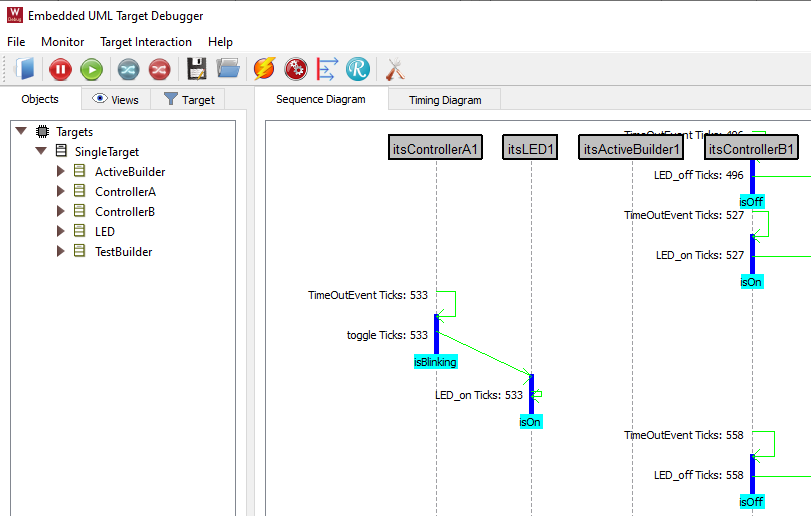 W
Debug
Embedded UML Target Debugger
File Monitor Target Interaction Help
R
Objects Views Target
Sequence Diagram Timing Diagram
Targets
SingleTarget
ActiveBuilder
ControllerA
ControllerB
LED
TestBuilder
itsControllerA1 itsLED1 itsActiveBuilder1 itsControllerB1
TimeOutEvent Ticks: 496
LED_off Ticks: 496
isOff
TimeOutEvent Ticks: 527
LED_on Ticks: 527
isOn
TimeOutEvent Ticks: 533
toggle Ticks: 533
isBlinking
LED_on Ticks: 533
isOn
TimeOutEvent Ticks: 558
LED_off Ticks: 558
isOff